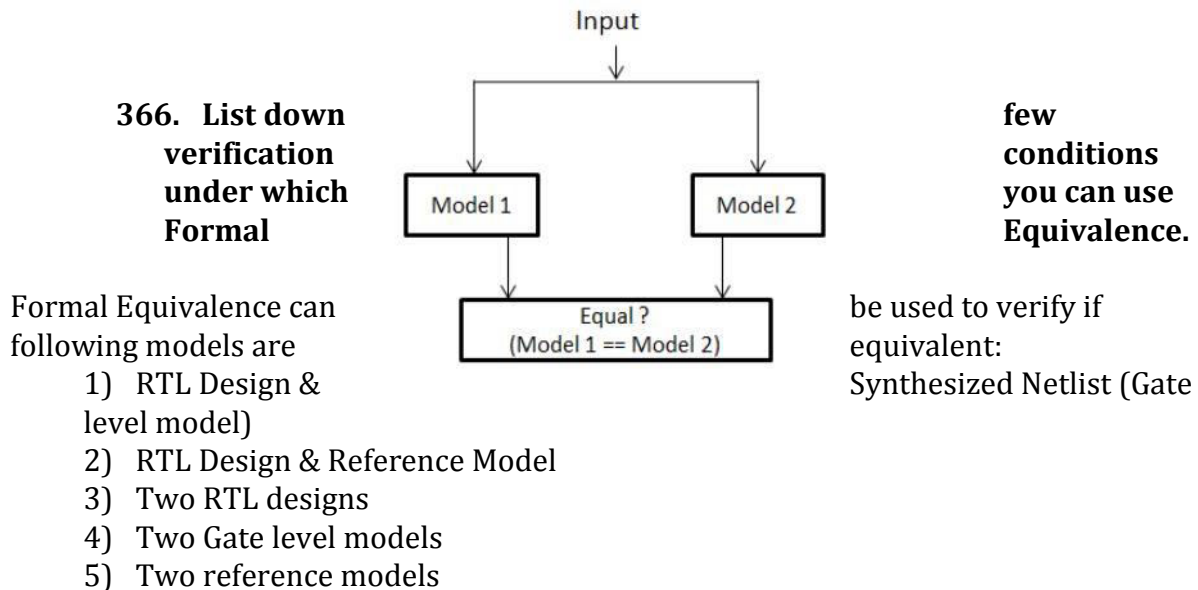 Input
366. List down few
verification conditions
under which you can use
Formal Equivalence.
Model 1 Model 2
Formal Equivalence can be used to verify if
following models are equivalent:
Equal ?
(Model 1 == Model 2)
1) RTL Design & Synthesized Netlist (Gate
level model)
2) RTL Design & Reference Model
3) Two RTL designs
4) Two Gate level models
5) Two reference models